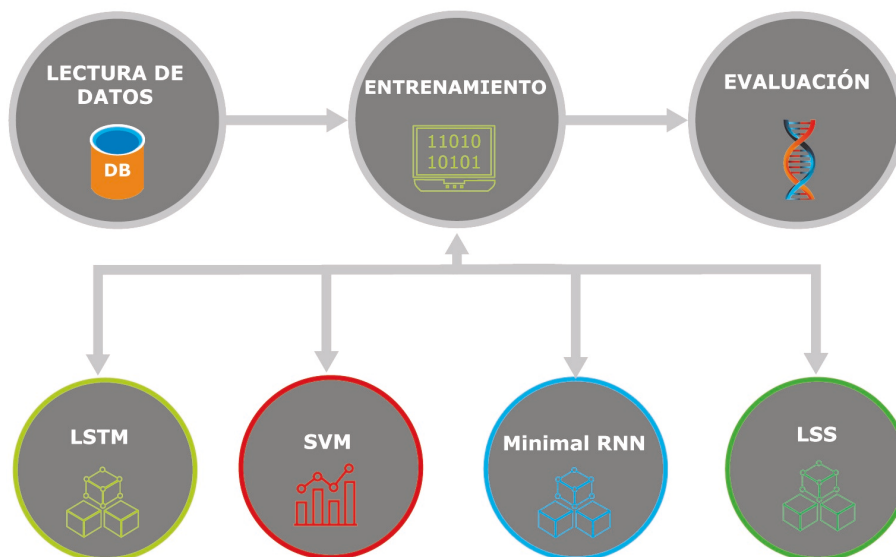 LECTURA DE
DATOS
DB
ENTRENAMIENTO
11010
10101
EVALUACIÓN
LSTM
SVM
Minimal RNN
LSS